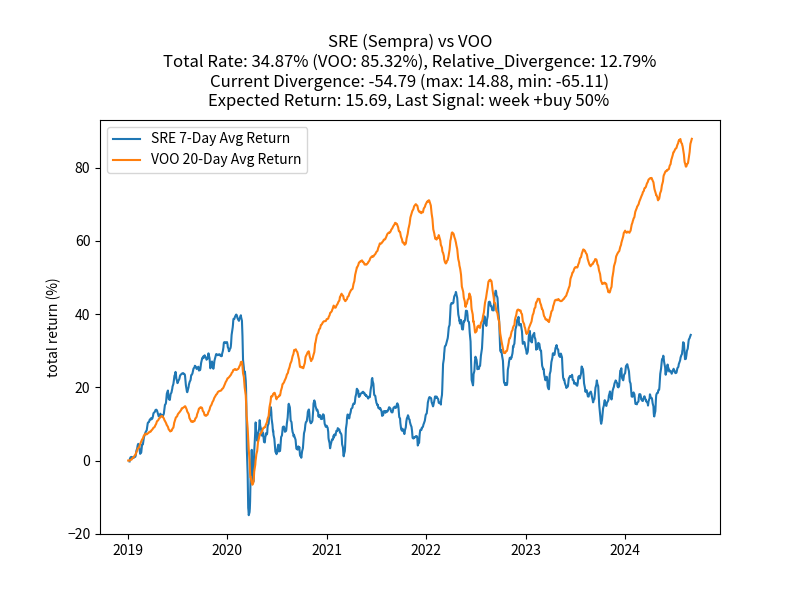 SRE (Sempra) vs VOO
Total Rate: 34.87% (VOO: 85.32%), Relative_Divergence: 12.79%
Current Divergence: -54.79 (max: 14.88, min: -65.11)
Expected Return: 15.69, Last Signal: week +buy 50%
SRE 7-Day Avg Return
VOO 20-Day Avg Return
total return (%)
80
60
40
20
0
−20
2019
2020
2021
2022
2023
2024